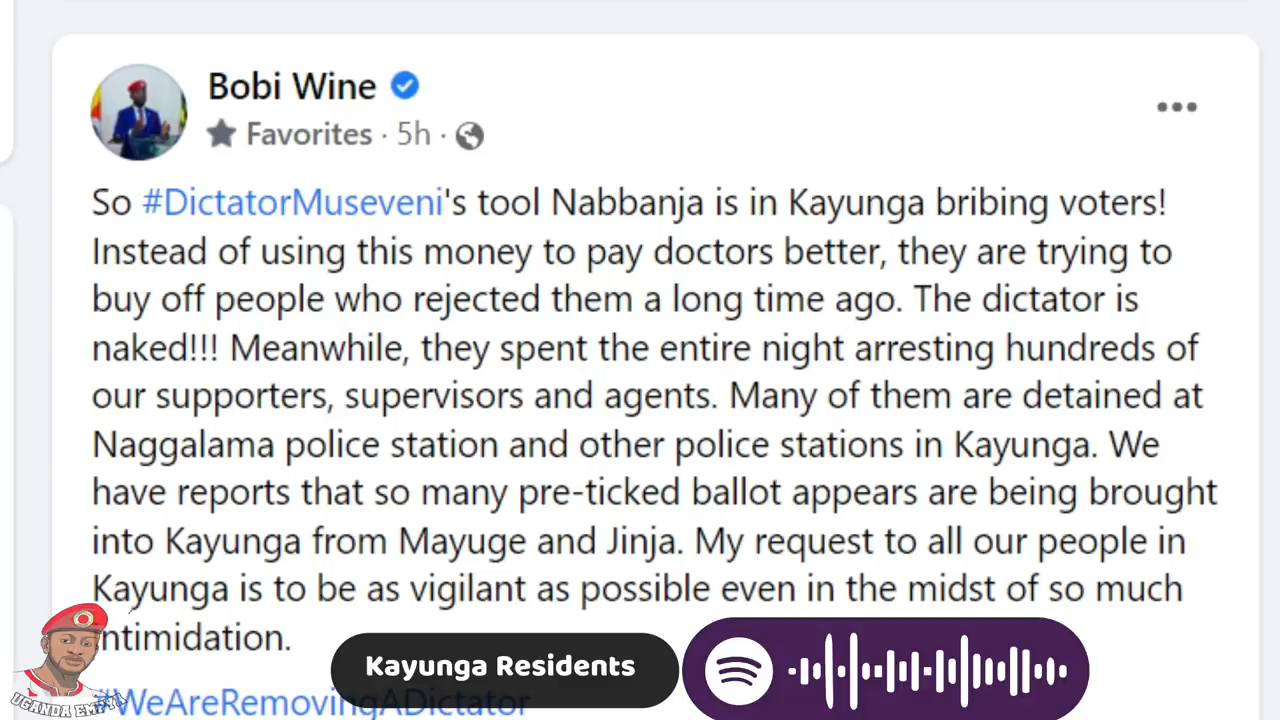 Bobi Wine
Favorites · 5h ·
So #DictatorMuseveni's tool Nabbanja is in Kayunga bribing voters!
Instead of using this money to pay doctors better, they are trying to
buy off people who rejected them a long time ago. The dictator is
naked!!! Meanwhile, they spent the entire night arresting hundreds of
our supporters, supervisors and agents. Many of them are detained at
Naggalama police station and other police stations in Kayunga. We
have reports that so many pre-ticked ballot appears are being brought
into Kayunga from Mayuge and Jinja. My request to all our people in
Kayunga is to be as vigilant as possible even in the midst of so much
intimidation.
Kayunga Residents
#WeAreRemovingADictator
UGANDA